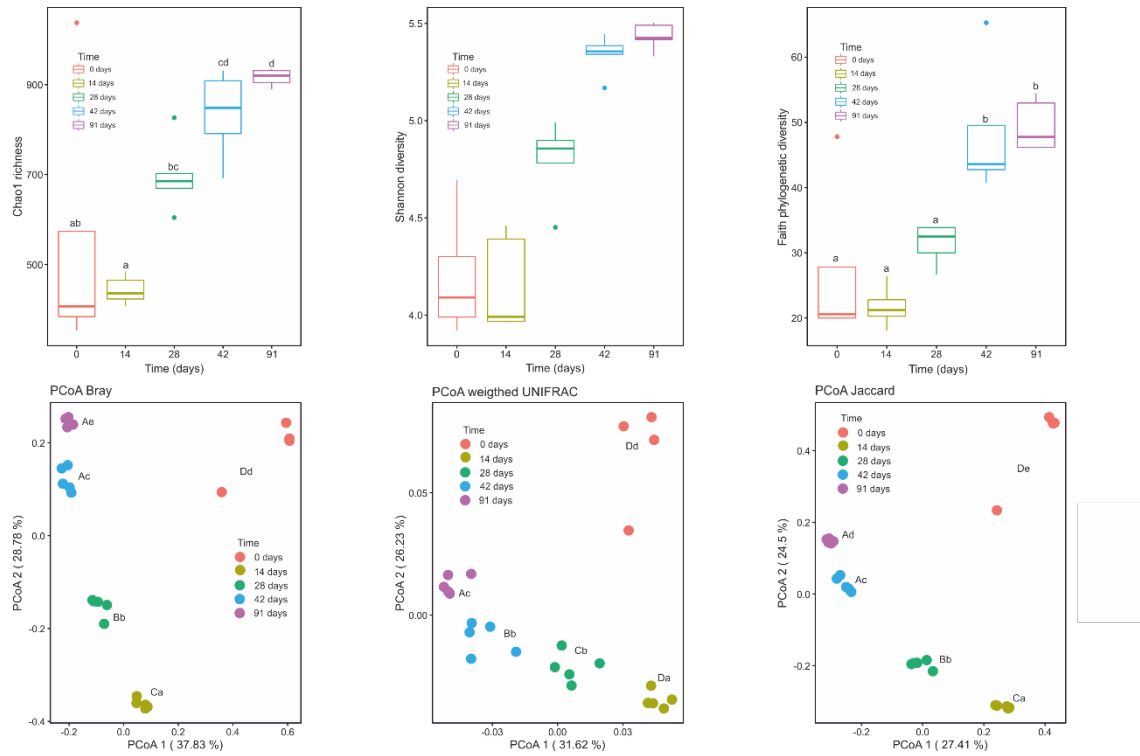 Chao1 richness
900
700
500
Time
0 days
14 days
28 days
42 days
91 days
ab
a
bc
cd
d
0
14
28
42
91
Time (days)
Shannon diversity
5.5
5.0
4.5
4.0
Time
0 days
14 days
28 days
42 days
91 days
0
14
28
42
91
Time (days)
Faith phylogenetic diversity
60
50
40
30
20
Time
0 days
14 days
28 days
42 days
91 days
a
a
a
b
b
0
14
28
42
91
Time (days)
PCoA Bray
PCoA 2 ( 28.78 %)
0.2
0.0
-0.2
-0.4
Ae
Ac
Dd
Bb
Ca
Time
0 days
14 days
28 days
42 days
91 days
-0.2
0.0
0.2
0.4
0.6
PCoA 1 ( 37.83 %)
PCoA weigthed UNIFRAC
PCoA 2 ( 26.23 %)
0.05
0.00
Time
0 days
14 days
28 days
42 days
91 days
Dd
Ac
Bb
Cb
Da
-0.03
0.00
0.03
PCoA 1 ( 31.62 %)
PCoA Jaccard
PCoA 2 ( 24.5 %)
0.4
0.2
0.0
-0.2
Time
0 days
14 days
28 days
42 days
91 days
De
Ad
Ac
Bb
Ca
-0.2
0.0
0.2
0.4
PCoA 1 ( 27.41 %)